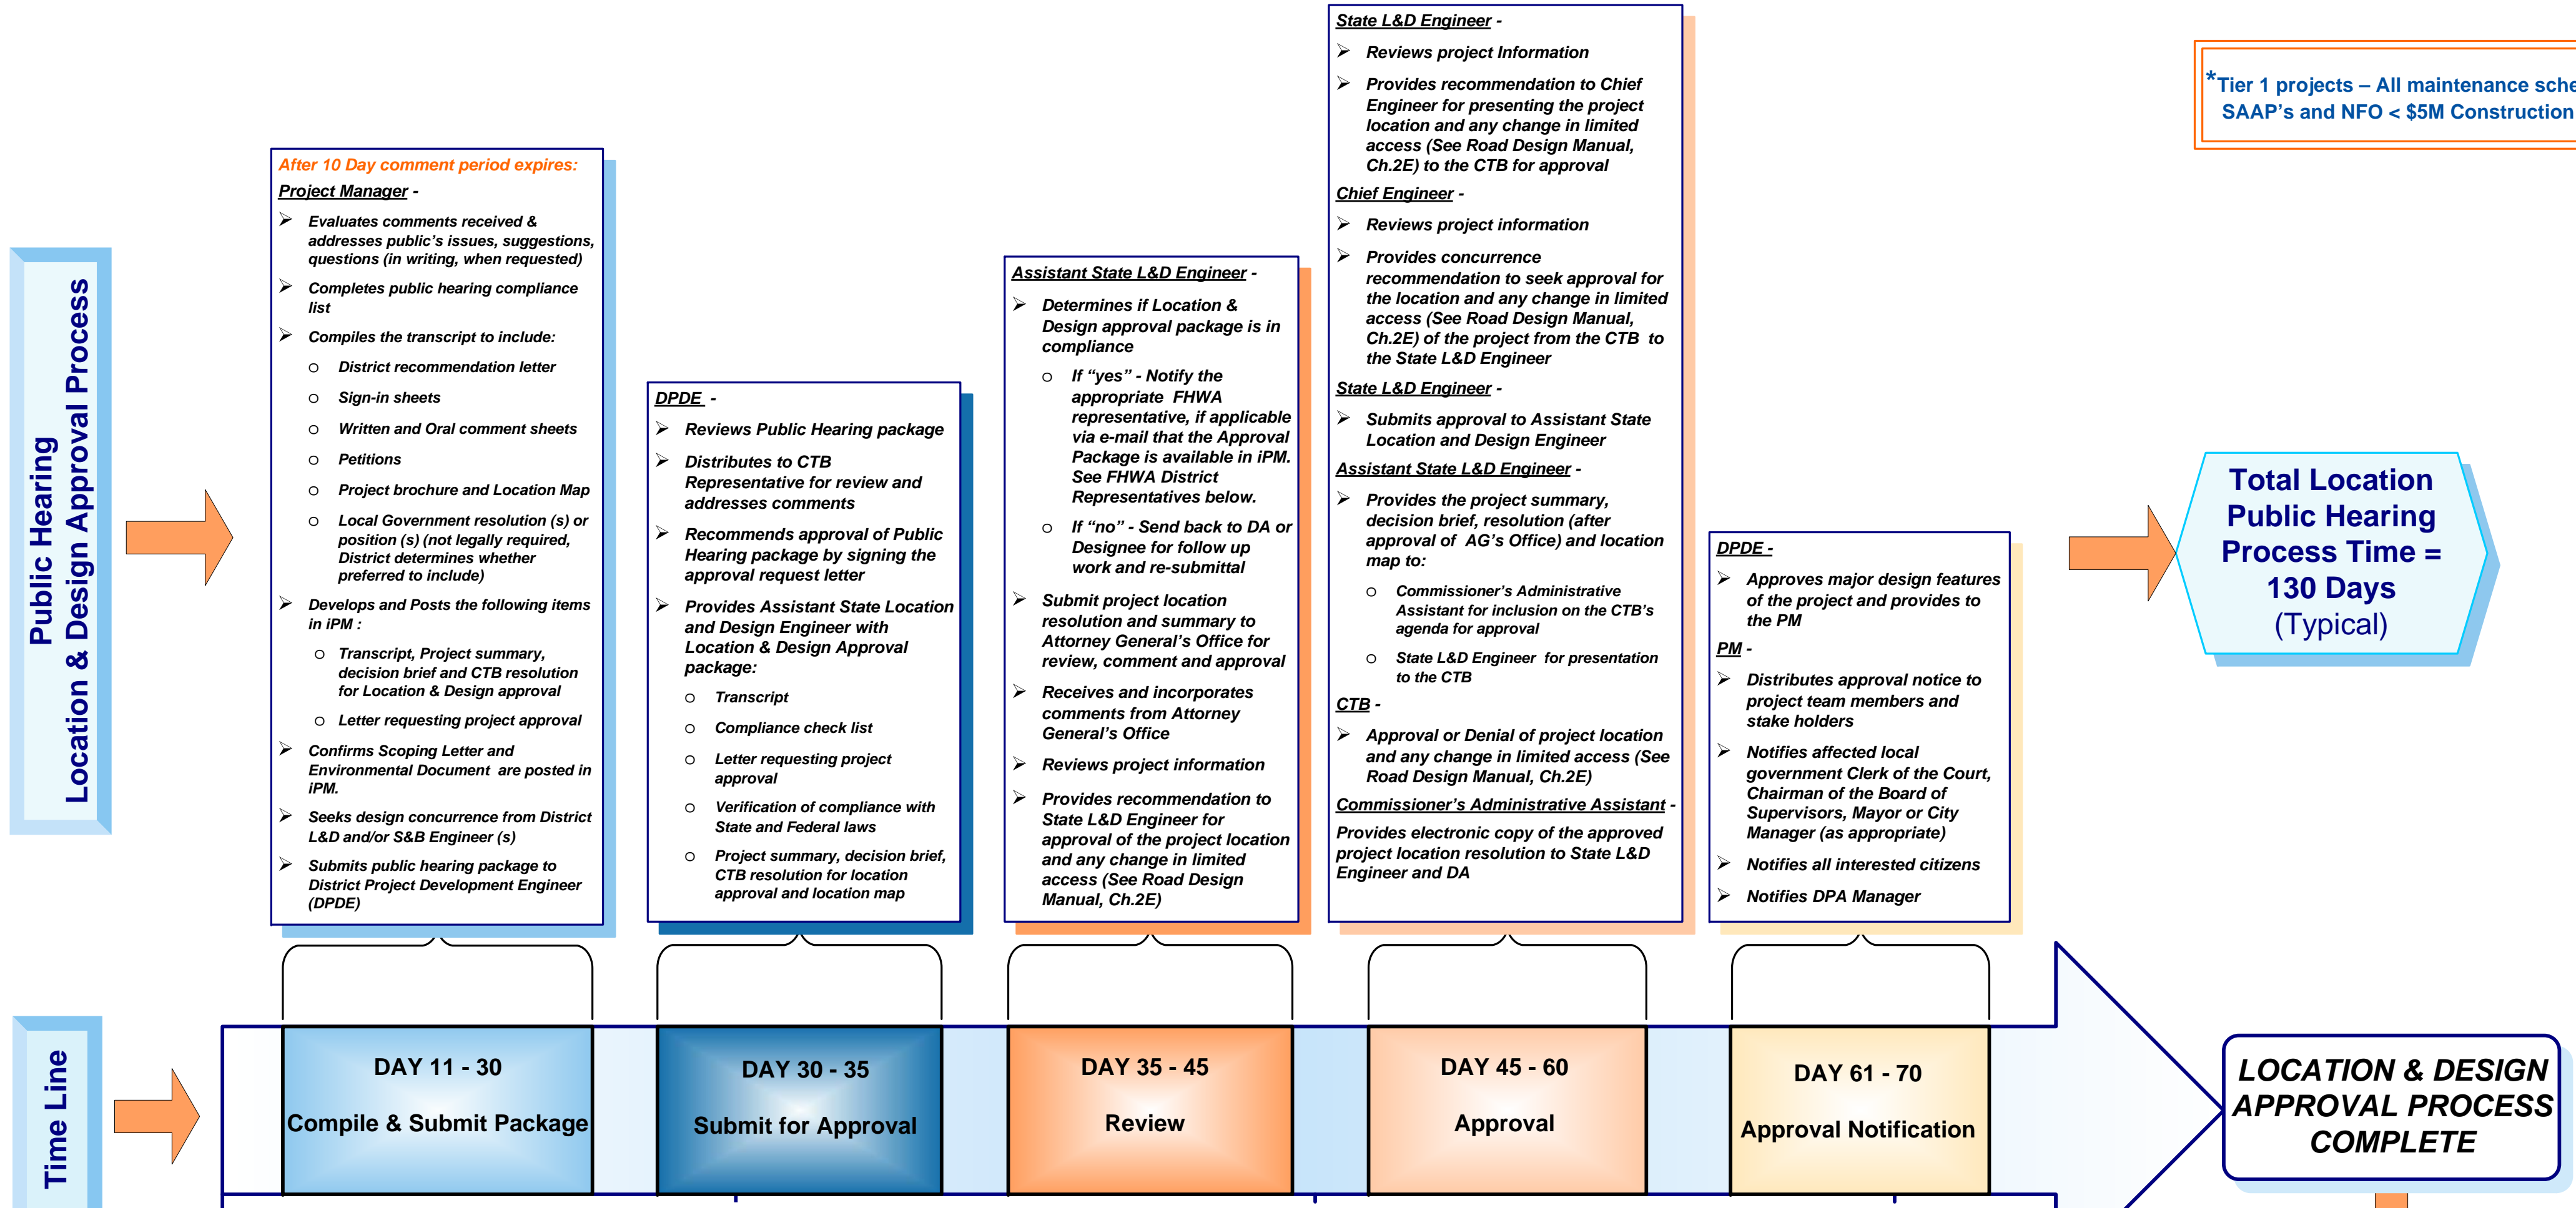 Public Hearing
Location & Design Approval Process
After 10 Day comment period expires:
Project Manager -
➢ Evaluates comments received &
addresses public’s issues, suggestions,
questions (in writing, when requested)
➢ Completes public hearing compliance
list
➢ Compiles the transcript to include:
o District recommendation letter
o Sign-in sheets
o Written and Oral comment sheets
o Petitions
o Project brochure and Location Map
o Local Government resolution (s) or
position (s) (not legally required,
District determines whether
preferred to include)
➢ Develops and Posts the following items
in iPM :
o Transcript, Project summary,
decision brief and CTB resolution
for Location & Design approval
o Letter requesting project approval
➢ Confirms Scoping Letter and
Environmental Document are posted in
iPM.
➢ Seeks design concurrence from District
L&D and/or S&B Engineer (s)
➢ Submits public hearing package to
District Project Development Engineer
(DPDE)
DPDE -
➢ Reviews Public Hearing package
➢ Distributes to CTB
Representative for review and
addresses comments
➢ Recommends approval of Public
Hearing package by signing the
approval request letter
➢ Provides Assistant State Location
and Design Engineer with
Location & Design Approval
package:
o Transcript
o Compliance check list
o Letter requesting project
approval
o Verification of compliance with
State and Federal laws
o Project summary, decision brief,
CTB resolution for location
approval and location map
Assistant State L&D Engineer -
➢ Determines if Location &
Design approval package is in
compliance
o If “yes” - Notify the
appropriate FHWA
representative, if applicable
via e-mail that the Approval
Package is available in iPM.
See FHWA District
Representatives below.
o If “no” - Send back to DA or
Designee for follow up
work and re-submittal
➢ Submit project location
resolution and summary to
Attorney General’s Office for
review, comment and approval
➢ Receives and incorporates
comments from Attorney
General’s Office
➢ Reviews project information
➢ Provides recommendation to
State L&D Engineer for
approval of the project location
and any change in limited
access (See Road Design
Manual, Ch.2E)
State L&D Engineer -
➢ Reviews project Information
➢ Provides recommendation to Chief
Engineer for presenting the project
location and any change in limited
access (See Road Design Manual,
Ch.2E) to the CTB for approval
Chief Engineer -
➢ Reviews project information
➢ Provides concurrence
recommendation to seek approval for
the location and any change in limited
access (See Road Design Manual,
Ch.2E) of the project from the CTB to
the State L&D Engineer
State L&D Engineer -
➢ Submits approval to Assistant State
Location and Design Engineer
Assistant State L&D Engineer -
➢ Provides the project summary,
decision brief, resolution (after
approval of AG’s Office) and location
map to:
o Commissioner’s Administrative
Assistant for inclusion on the CTB’s
agenda for approval
o State L&D Engineer for presentation
to the CTB
CTB -
➢ Approval or Denial of project location
and any change in limited access (See
Road Design Manual, Ch.2E)
Commissioner’s Administrative Assistant -
Provides electronic copy of the approved
project location resolution to State L&D
Engineer and DA
DPDE -
➢ Approves major design features
of the project and provides to
the PM
PM -
➢ Distributes approval notice to
project team members and
stake holders
➢ Notifies affected local
government Clerk of the Court,
Chairman of the Board of
Supervisors, Mayor or City
Manager (as appropriate)
➢ Notifies all interested citizens
➢ Notifies DPA Manager
*Tier 1 projects – All maintenance sche
SAAP’s and NFO < $5M Construction
Total Location
Public Hearing
Process Time =
130 Days
(Typical)
Time Line
DAY 11 - 30
Compile & Submit Package
DAY 30 - 35
Submit for Approval
DAY 35 - 45
Review
DAY 45 - 60
Approval
DAY 61 - 70
Approval Notification
LOCATION & DESIGN
APPROVAL PROCESS
COMPLETE